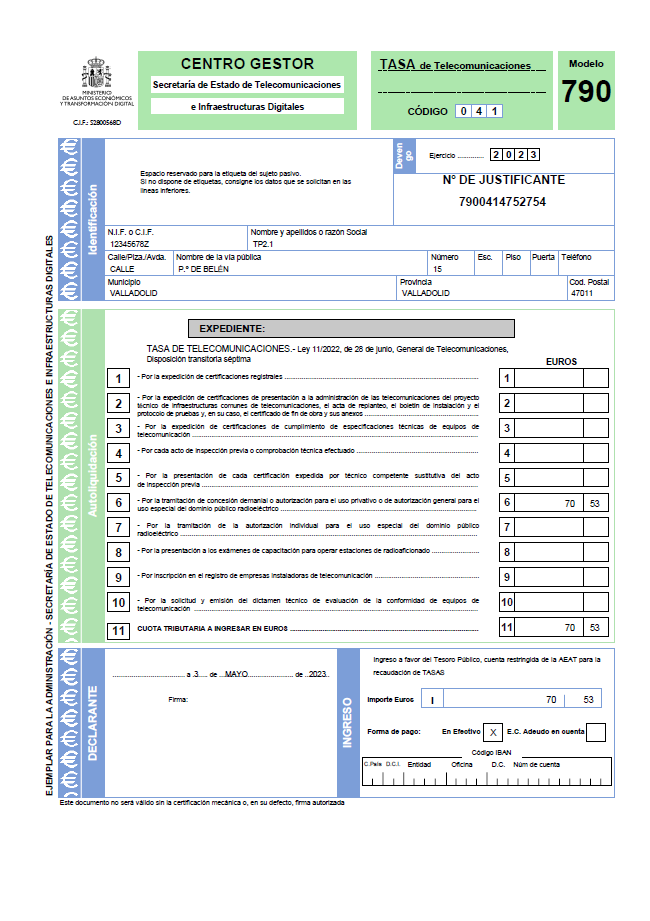 MINISTERIO
DE ASUNTOS ECONÓMICOS
Y TRANSFORMACIÓN DIGITAL
C.I.F.: S2800568D
CENTRO GESTOR
Secretaría de Estado de Telecomunicaciones
e Infraestructuras Digitales
TASA de Telecomunicaciones
CÓDIGO 0 4 1
Modelo
790
EJEMPLAR PARA LA ADMINISTRACIÓN - SECRETARÍA DE ESTADO DE TELECOMUNICACIONES E INFRAESTRUCTURAS DIGITALES
Identificación
Espacio reservado para la etiqueta del sujeto pasivo.
Si no dispone de etiquetas, consigne los datos que se solicitan en las
líneas inferiores.
Deven
go
Ejercicio .............. 2 0 2 3
Nº DE JUSTIFICANTE
7900414752754
N.I.F. o C.I.F. Nombre y apellidos o razón Social
12345678Z TP2.1
Calle/Plza./Avda. Nombre de la vía pública Número Esc. Piso Puerta Teléfono
CALLE P.º DE BELÉN 15
Municipio Provincia Cod. Postal
VALLADOLID VALLADOLID 47011
Autoliquidación
EXPEDIENTE:
TASA DE TELECOMUNICACIONES.- Ley 11/2022, de 28 de junio, General de Telecomunicaciones,
Disposición transitoria séptima
EUROS
1 - Por la expedición de certificaciones registrales ........ 1
2 - Por la expedición de certificaciones de presentación a la administración de las telecomunicaciones del proyecto
técnico de infraestructuras comunes de telecomunicaciones, el acta de replanteo, el boletín de instalación y el
protocolo de pruebas y, en su caso, el certificado de fin de obra y sus anexos ........ 2
3 - Por la expedición de certificaciones de cumplimiento de especificaciones técnicas de equipos de
telecomunicación ........ 3
4 - Por cada acto de inspección previa o comprobación técnica efectuado ........ 4
5 - Por la presentación de cada certificación expedida por técnico competente sustitutiva del acto
de inspección previa ........ 5
6 - Por la tramitación de concesión demanial o autorización para el uso privativo o de autorización general para el
uso especial del dominio público radioeléctrico ........ 6 70 53
7 - Por la tramitación de la autorización individual para el uso especial del dominio público
radioeléctrico ........ 7
8 - Por la presentación a los exámenes de capacitación para operar estaciones de radioaficionado ........ 8
9 - Por inscripción en el registro de empresas instaladoras de telecomunicación ........ 9
10 - Por la solicitud y emisión del dictamen técnico de evaluación de la conformidad de equipos de
telecomunicación ........ 10
11 CUOTA TRIBUTARIA A INGRESAR EN EUROS ........ 11 70 53
DECLARANTE
........ a .3.... de ...MAYO........ de ..2023..
Firma:
INGRESO
Ingreso a favor del Tesoro Público, cuenta restringida de la AEAT para la
recaudación de TASAS
Importe Euros I 70 53
Forma de pago: En Efectivo X E.C. Adeudo en cuenta
Código IBAN
C.País D.C.I. Entidad Oficina D.C. Núm de cuenta
Este documento no será válido sin la certificación mecánica o, en su defecto, firma autorizada